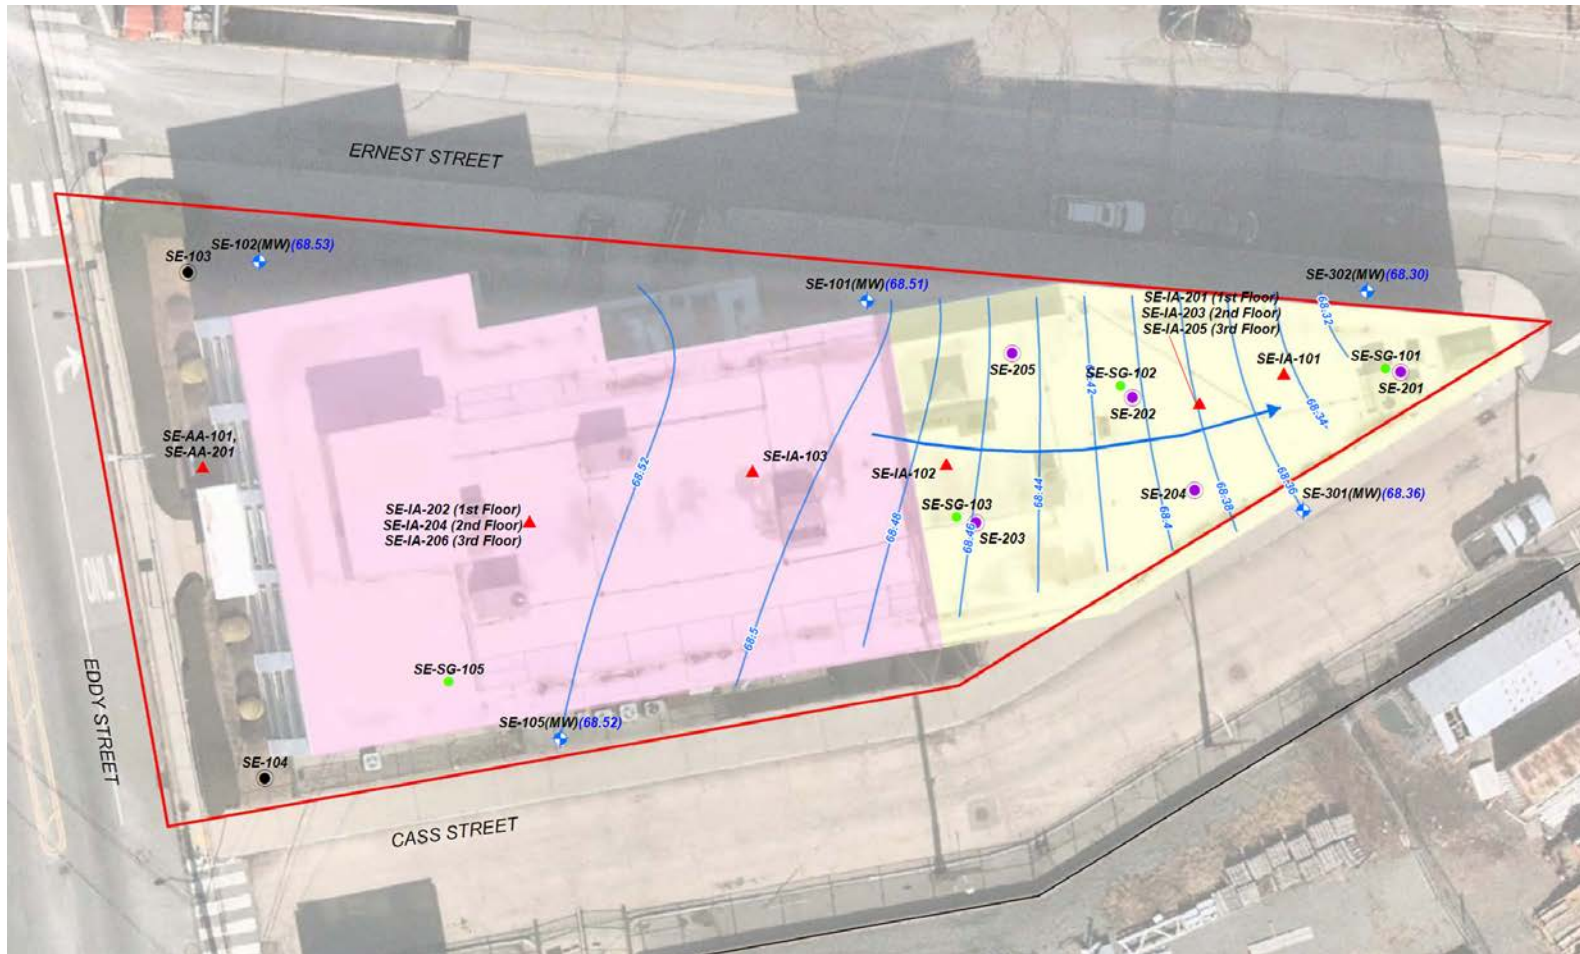 ERNEST STREET
SE-102(MW)(68.53)
SE-103
SE-101(MW)(68.51)
SE-302(MW)(68.30)
SE-IA-201 (1st Floor)
SE-IA-203 (2nd Floor)
SE-IA-205 (3rd Floor)
68.32
SE-IA-101
SE-SG-101
SE-201
SE-205
SE-SG-102
68.42
SE-202
68.34
SE-AA-101,
SE-AA-201
SE-IA-103
SE-IA-102
68.52
68.44
SE-204
68.36
SE-301(MW)(68.36)
SE-IA-202 (1st Floor)
SE-IA-204 (2nd Floor)
SE-IA-206 (3rd Floor)
SE-SG-103
68.48
68.46
68.4
68.38
SE-203
68.5
SE-SG-105
EDDY STREET
SE-105(MW)(68.52)
SE-104
CASS STREET